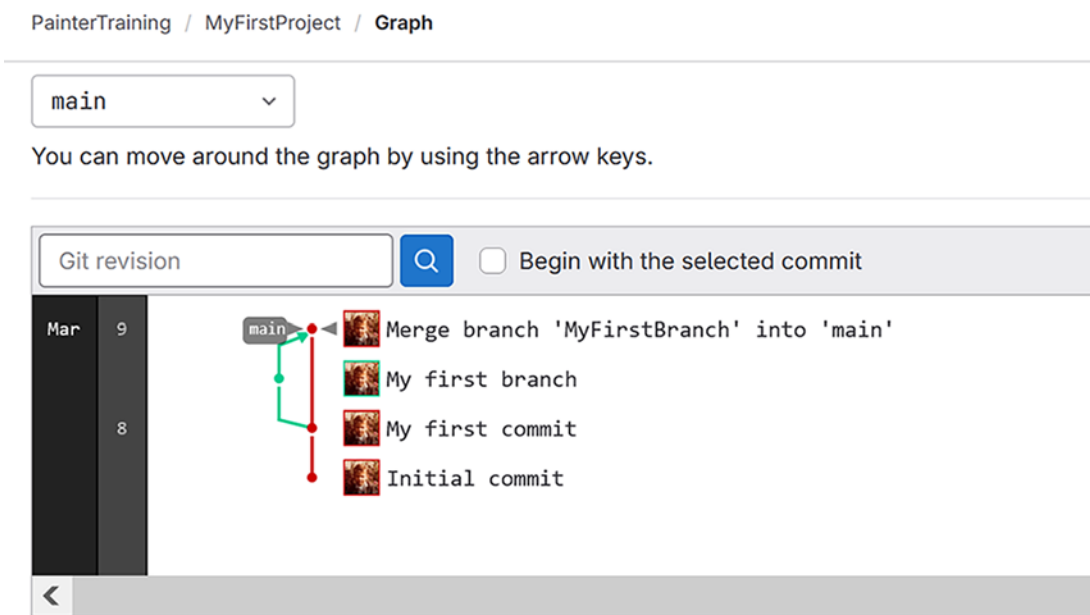 PainterTraining / MyFirstProject / Graph
main
You can move around the graph by using the arrow keys.
Git revision Begin with the selected commit
Mar 9 main Merge branch 'MyFirstBranch' into 'main'
My first branch
8 My first commit
Initial commit